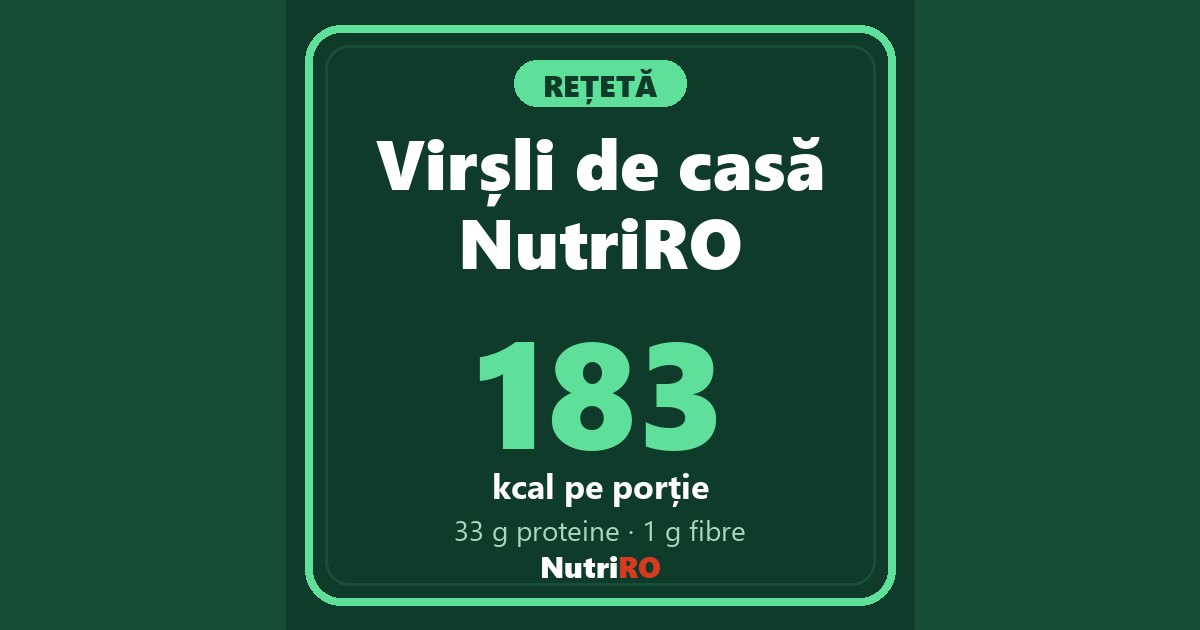 REȚETĂ
Virșli de casă
NutriRO
183
kcal pe porție
33 g proteine · 1 g fibre
NutriRO